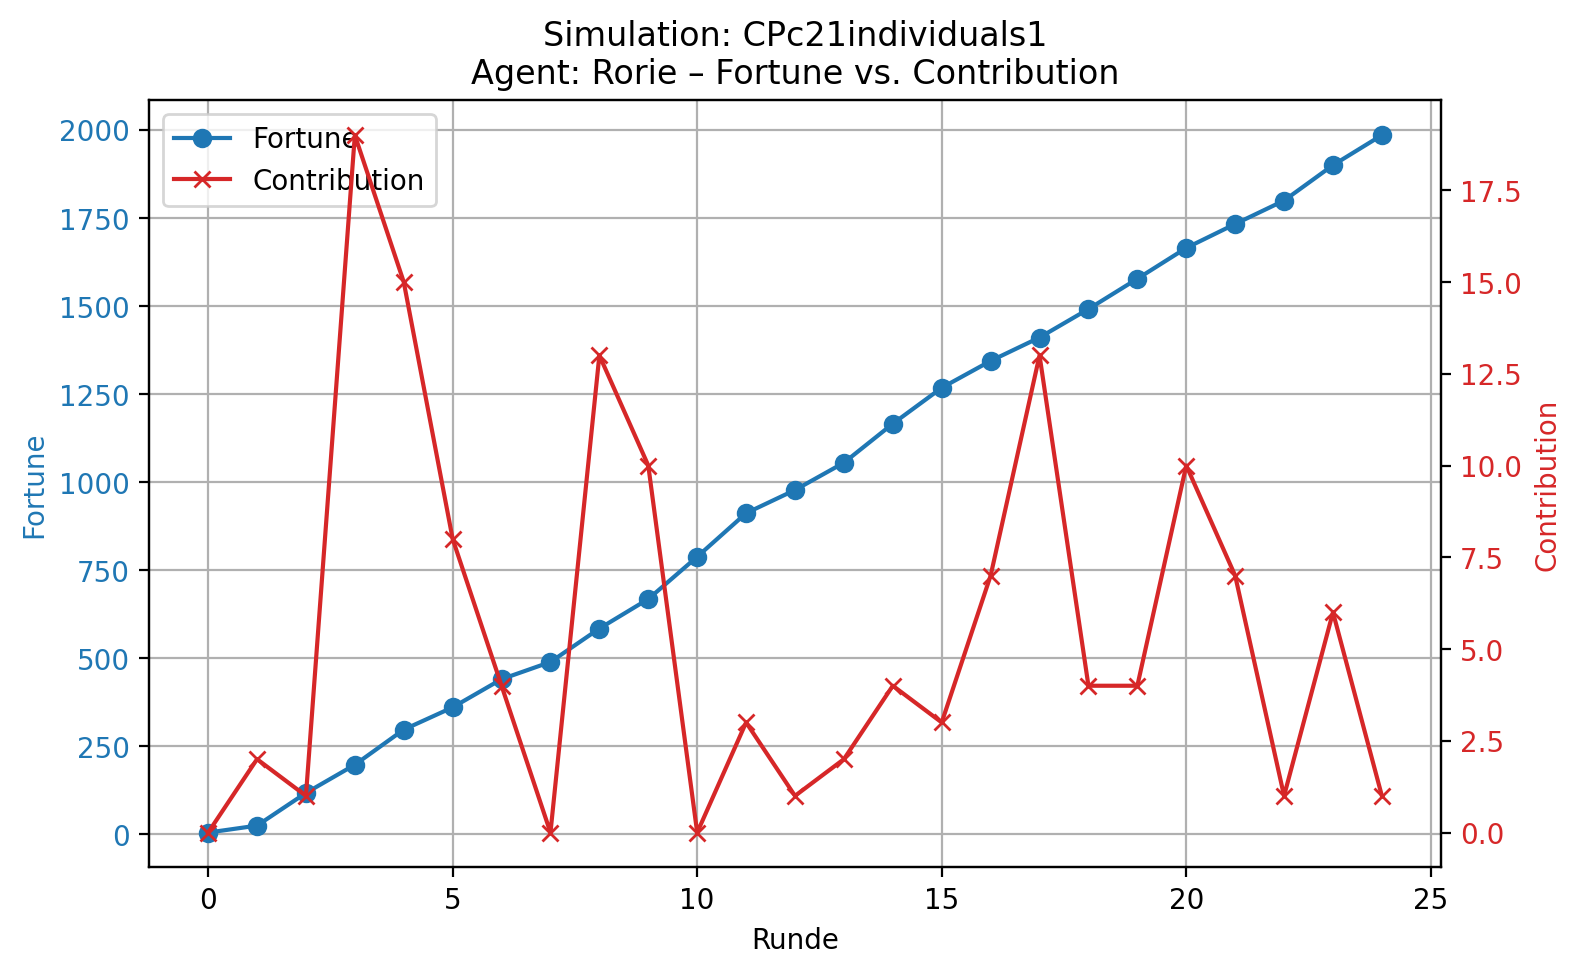 Simulation: CPc21individuals1
Agent: Rorie – Fortune vs. Contribution
Fortune
Contribution
2000
1750
1500
1250
1000
750
500
250
0
Fortune
17.5
15.0
12.5
10.0
7.5
5.0
2.5
0.0
Contribution
0 5 10 15 20 25
Runde